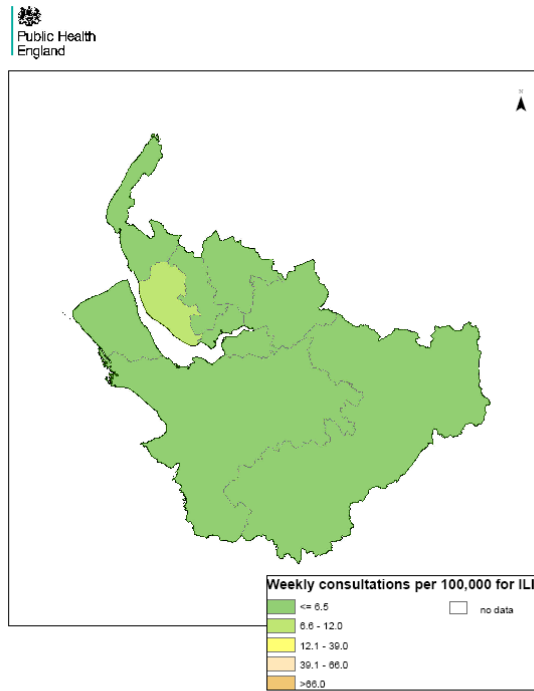 Public Health
England
N
Weekly consultations per 100,000 for ILI
<= 6.5
no data
6.6 - 12.0
12.1 - 39.0
39.1 - 66.0
>66.0